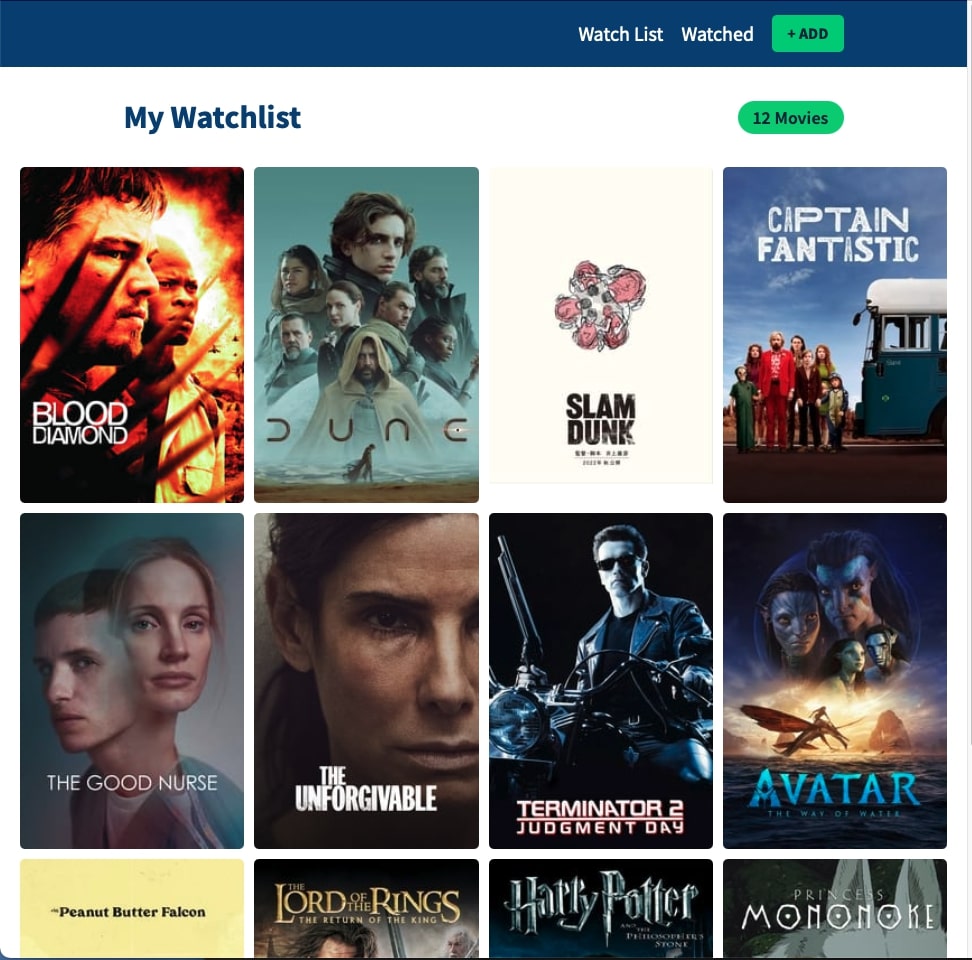 Watch List Watched + ADD
My Watchlist
12 Movies
BLOOD
DIAMOND
DUNE
SLAM
DUNK
CAPTAIN
FANTASTIC
THE GOOD NURSE
THE
UNFORGIVABLE
TERMINATOR 2
JUDGMENT DAY
AVATAR
THE WAY OF WATER
THE Peanut Butter Falcon
THE
LORD OF THE RINGS
THE RETURN OF THE KING
Harry Potter
AND THE PHILOSOPHER'S
STONE
PRINCESS
MONONOKE